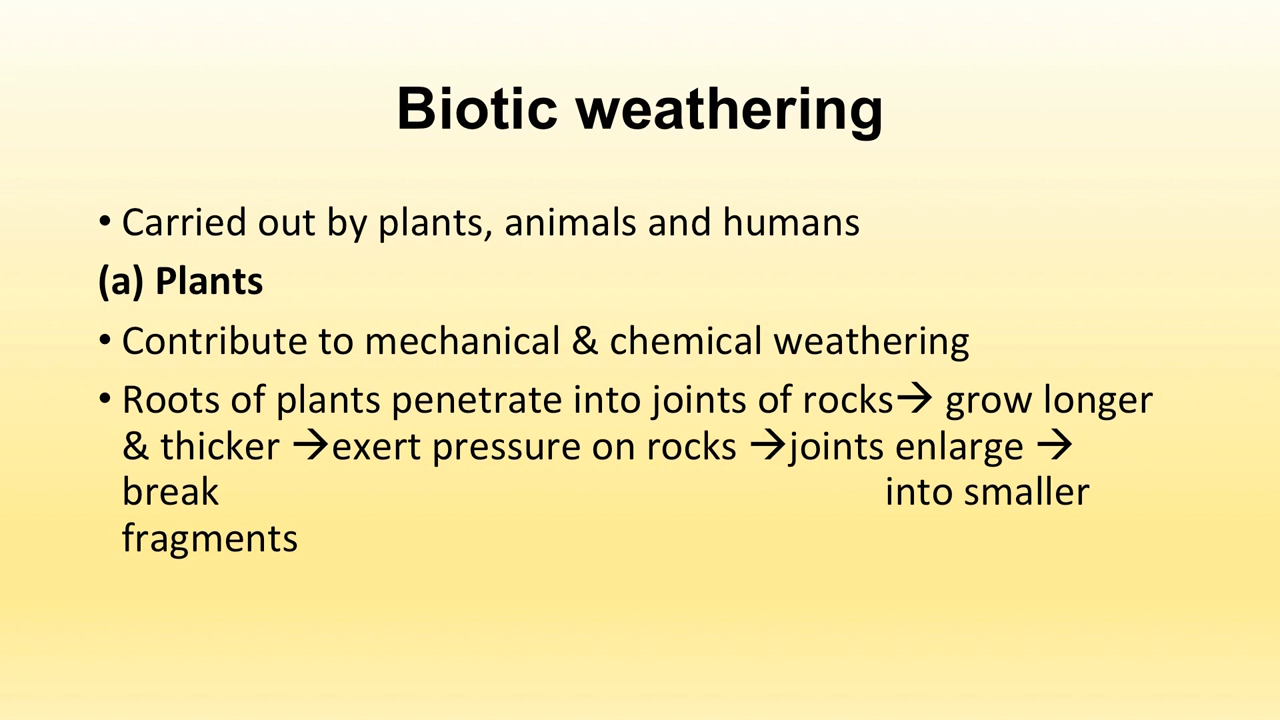 Biotic weathering
• Carried out by plants, animals and humans
(a) Plants
• Contribute to mechanical & chemical weathering
• Roots of plants penetrate into joints of rocks→ grow longer
& thicker →exert pressure on rocks →joints enlarge →
break into smaller
fragments